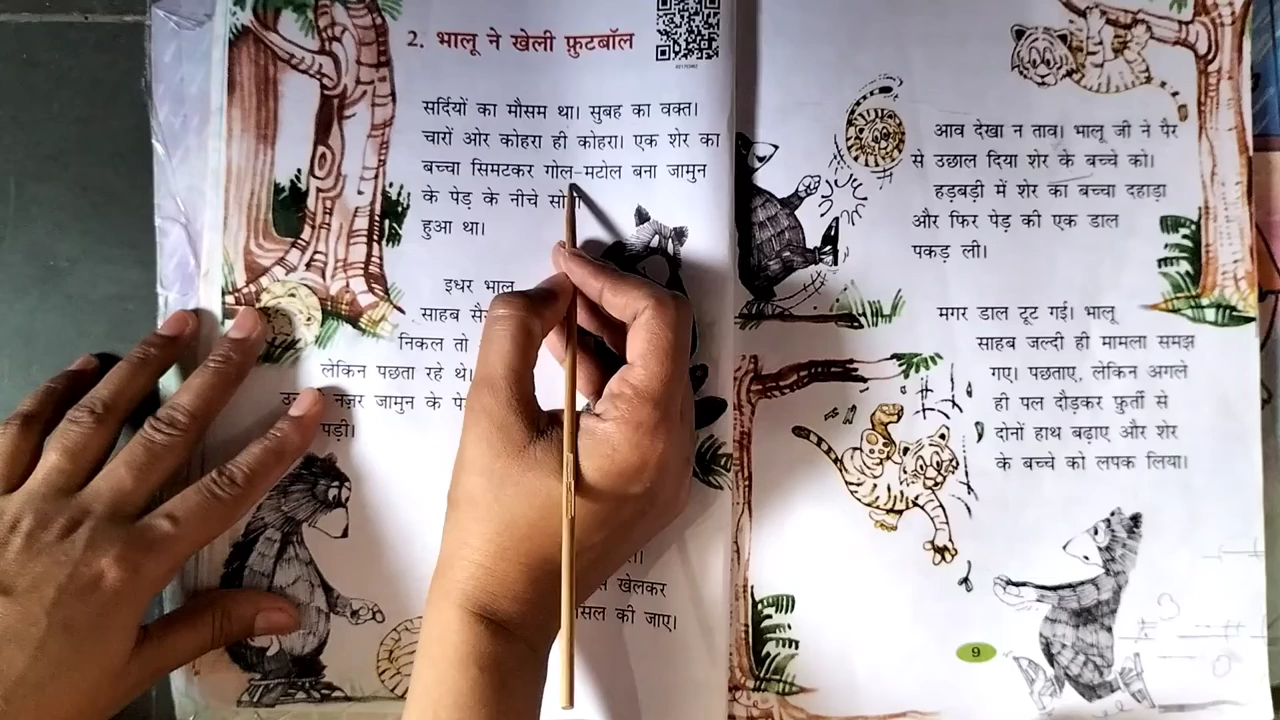 2. भालू ने खेली फ़ुटबॉल
सर्दियों का मौसम था। सुबह का वक्त।
चारों ओर कोहरा ही कोहरा। एक शेर का
बच्चा सिमटकर गोल-मटोल बना जामुन
के पेड़ के नीचे
हुआ था।
इधर भालू
साहब
निकल तो
लेकिन पछता रहे थे।
नज़र जामुन के
पड़ी।
खेलकर
की जाए।
आव देखा न ताव। भालू जी ने पैर
से उछाल दिया शेर के बच्चे को।
हड़बड़ी में शेर का बच्चा दहाड़ा
और फिर पेड़ की एक डाल
पकड़ ली।
मगर डाल टूट गई। भालू
साहब जल्दी ही मामला समझ
गए। पछताए, लेकिन अगले
ही पल दौड़कर फ़ुर्ती से
दोनों हाथ बढ़ाए और शेर
के बच्चे को लपक लिया।
9